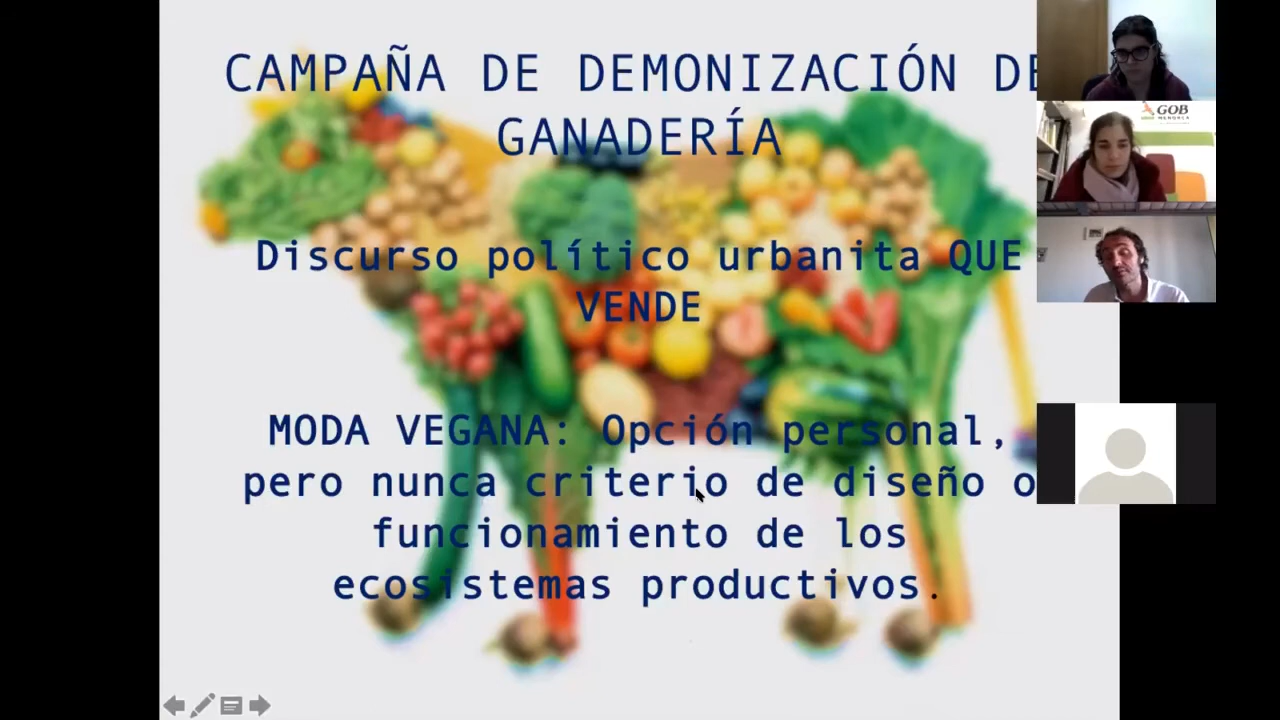 CAMPAÑA DE DEMONIZACIÓN DE
GANADERÍA
Discurso político urbanita QUE
VENDE
MODA VEGANA: Opción personal,
pero nunca criterio de diseño o
funcionamiento de los
ecosistemas productivos.
GOB
MENORCA